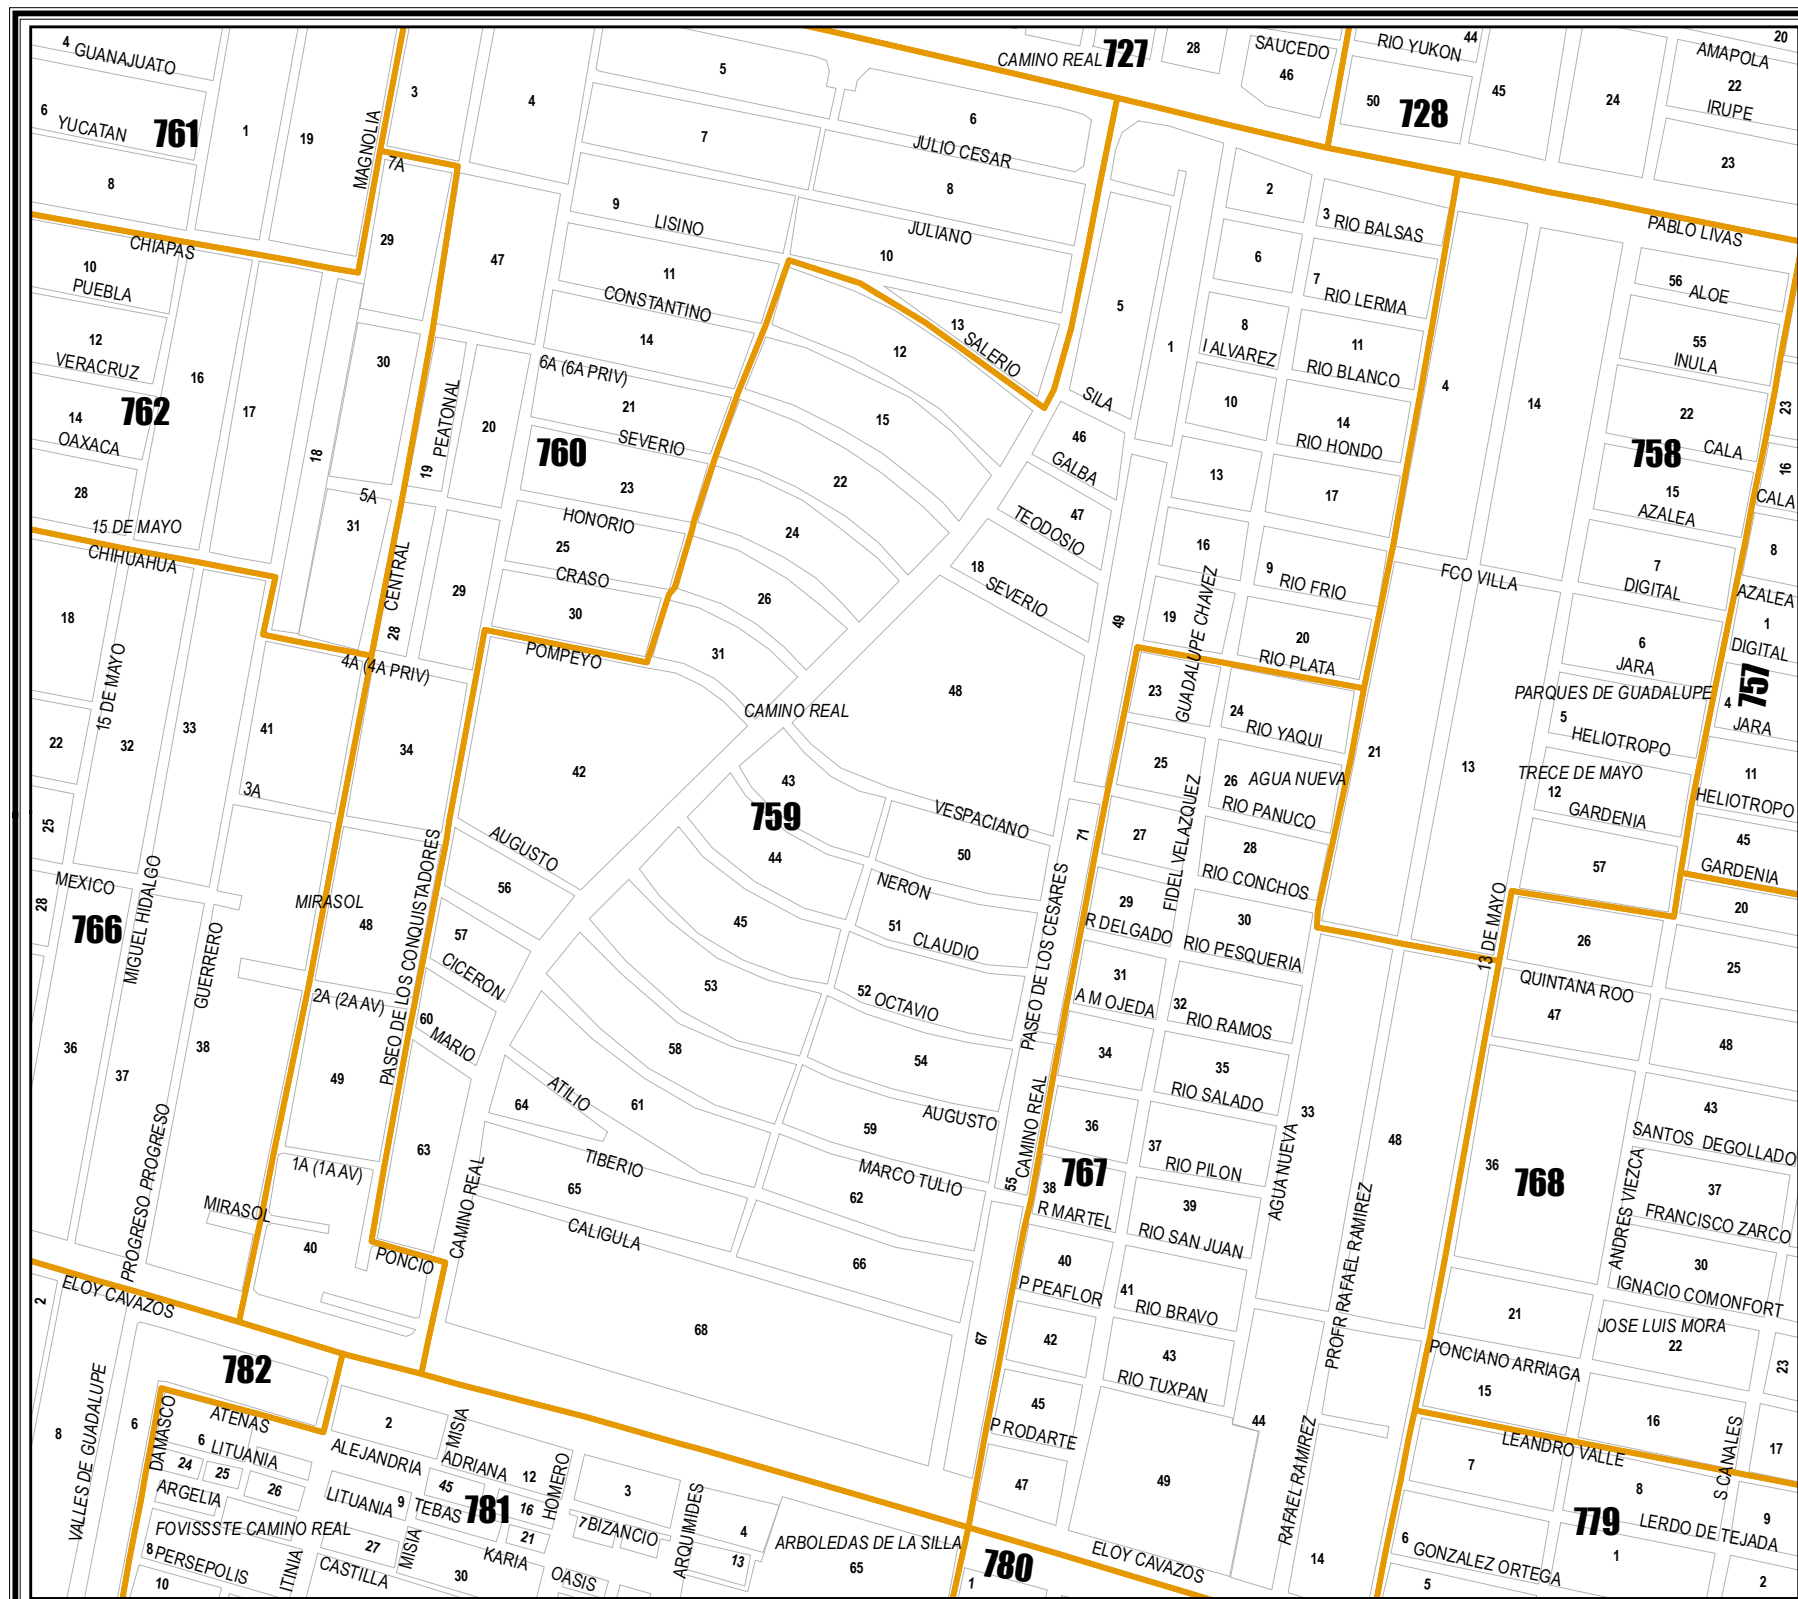 4 GUANAJUATO
6 YUCATAN
761
1
19
MAGNOLIA
3
7A
8
CHIAPAS
4
5
7
CAMINO REAL
727
28
SAUCEDO
46
RIO YUKON
44
50
728
45
24
20
AMAPOLA
22
IRUPE
23
6
JULIO CESAR
8
9
LISINO
JULIANO
10
2
3 RIO BALSAS
PABLO LIVAS
10
PUEBLA
12
VERACRUZ
762
14
OAXACA
28
15 DE MAYO
CHIHUAHUA
16
17
18
29
30
31
5A
47
11
CONSTANTINO
14
6A (6A PRIV)
13
SALERIO
12
5
1
6
7
RIO LERMA
8
I ALVAREZ
11
RIO BLANCO
10
14
RIO HONDO
4
14
56 ALOE
55
INULA
22
CALA
758
23
16
CALA
15
AZALEA
19
PEATONAL
20
760
21
SEVERIO
23
HONORIO
25
CRASO
30
POMPEYO
15
22
24
26
31
SILA
46
GALBA
47
TEODOSIO
18
SEVERIO
49
13
17
16
9
RIO FRIO
19
20
RIO PLATA
GUADALUPE CHAVEZ
FCO VILLA
7
DIGITAL
8
AZALEA
1
DIGITAL
6
JARA
PARQUES DE GUADALUPE
757
4
JARA
18
15 DE MAYO
CENTRAL
28
29
4A (4A PRIV)
22
32
33
41
34
3A
42
CAMINO REAL
48
23
24
RIO YAQUI
21
13
5
HELIOTROPO
TRECE DE MAYO
12
GARDENIA
11
HELIOTROPO
45
GARDENIA
25
43
759
VESPACIANO
50
44
71
25
26
AGUA NUEVA
RIO PANUCO
27
28
RIO CONCHOS
FIDEL VELAZQUEZ
57
20
MEXICO
28
766
MIGUEL HIDALGO
GUERRERO
MIRASOL
48
PASEO DE LOS CONQUISTADORES
AUGUSTO
56
57
CICERON
45
NERON
51
CLAUDIO
PASEO DE LOS CESARES
29
R DELGADO
30
RIO PESQUERIA
13 DE MAYO
26
QUINTANA ROO
25
36
37
38
2A (2A AV)
49
60
MARIO
53
52 OCTAVIO
58
54
31
A M OJEDA
32
RIO RAMOS
34
35
RIO SALADO
47
48
ATILIO
64
61
AUGUSTO
59
MARCO TULIO
55
CAMINO REAL
36
767
37
RIO PILON
AGUA NUEVA
33
48
PROFR RAFAEL RAMIREZ
36
768
43
SANTOS DEGOLLADO
ANDRES VIEZCA
37
FRANCISCO ZARCO
PROGRESO PROGRESO
1A (1A AV)
MIRASOL
40
63
PONCIO
CAMINO REAL
TIBERIO
65
CALIGULA
62
66
38
R MARTEL
39
RIO SAN JUAN
40
P PEAFLOR
41
RIO BRAVO
30
IGNACIO COMONFORT
21
JOSE LUIS MORA
22
ELOY CAVAZOS
2
8
VALLES DE GUADALUPE
782
68
67
42
43
RIO TUXPAN
PONCIANO ARRIAGA
15
23
6
DAMASCO
ATENAS
6
LITUANIA
24
25
26
ARGELIA
FOVISSSTE CAMINO REAL
8
PERSEPOLIS
10
ITINIA
2
ALEJANDRIA
MISIA
ADRIANA
12
45
LITUANIA
9
TEBAS
781
16
21
HOMERO
27
MISIA
CASTILLA
30
KARIA
OASIS
3
7 BIZANCIO
ARQUIMIDES
4
13
ARBOLEDAS DE LA SILLA
65
45
P RODARTE
47
49
44
RAFAEL RAMIREZ
780
1
ELOY CAVAZOS
14
16
LEANDRO VALLE
S CANALES
17
7
8
9
779
LERDO DE TEJADA
6
GONZALEZ ORTEGA
1
5
2